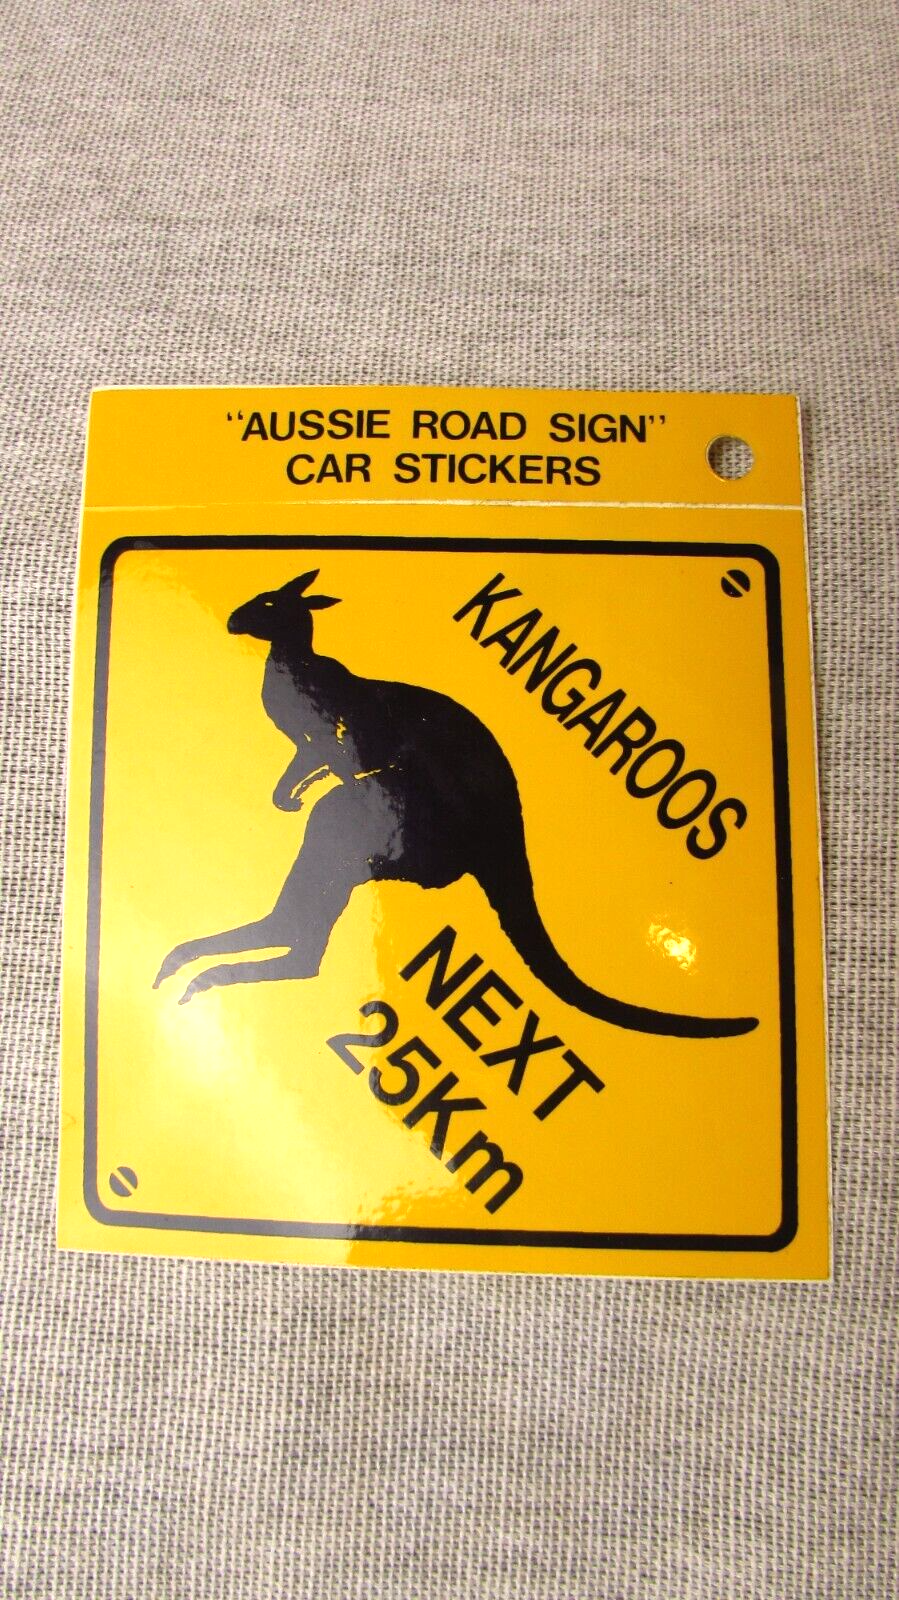 "AUSSIE ROAD SIGN"
CAR STICKERS
KANGAROOS
NEXT
25Km